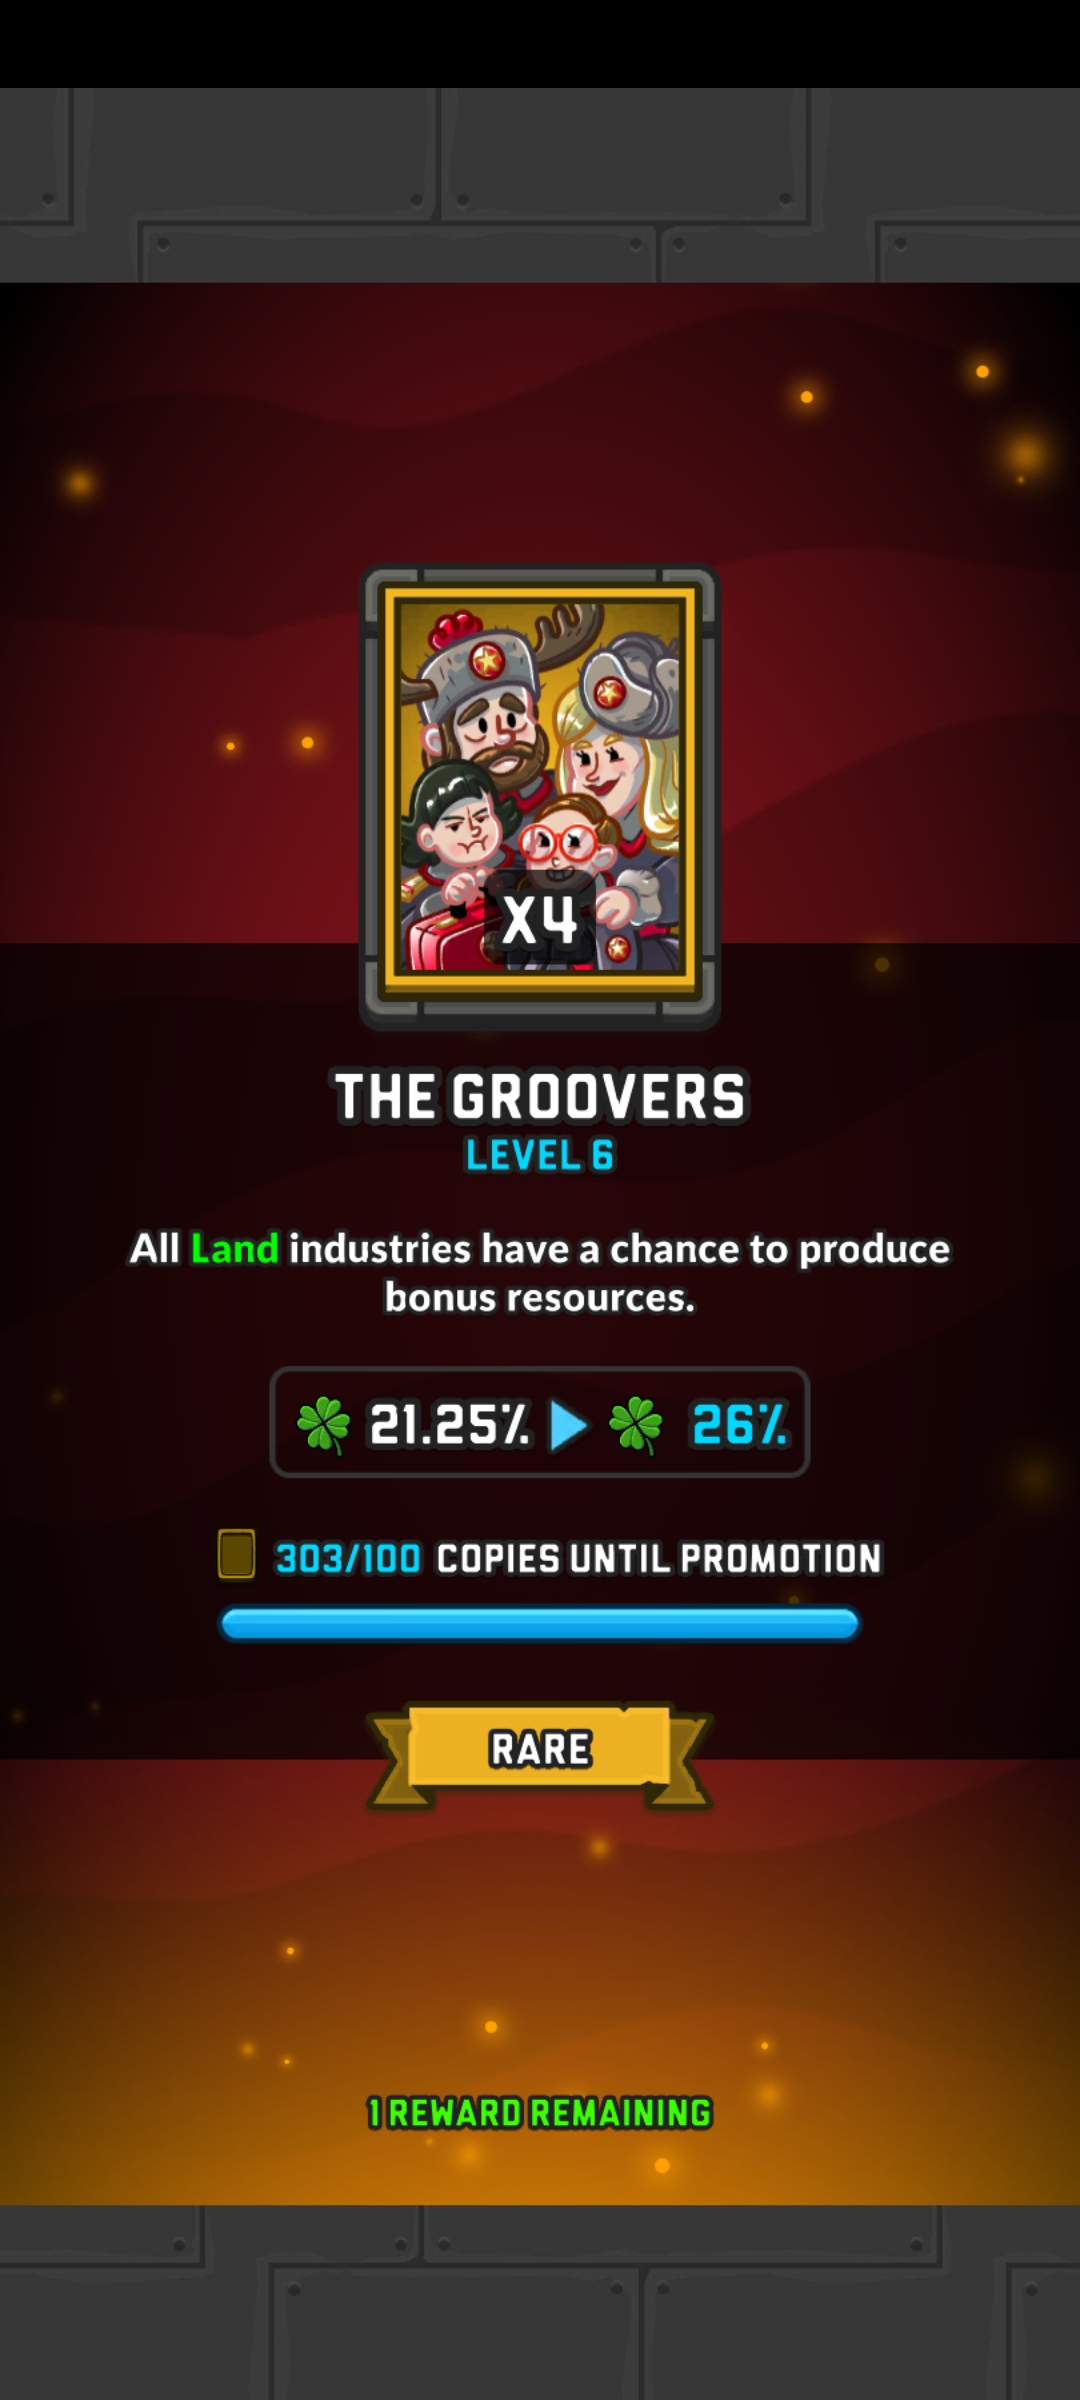 X4
THE GROOVERS
LEVEL 6
All Land industries have a chance to produce
bonus resources.
21.25% 26%
303/100 COPIES UNTIL PROMOTION
RARE
1 REWARD REMAINING